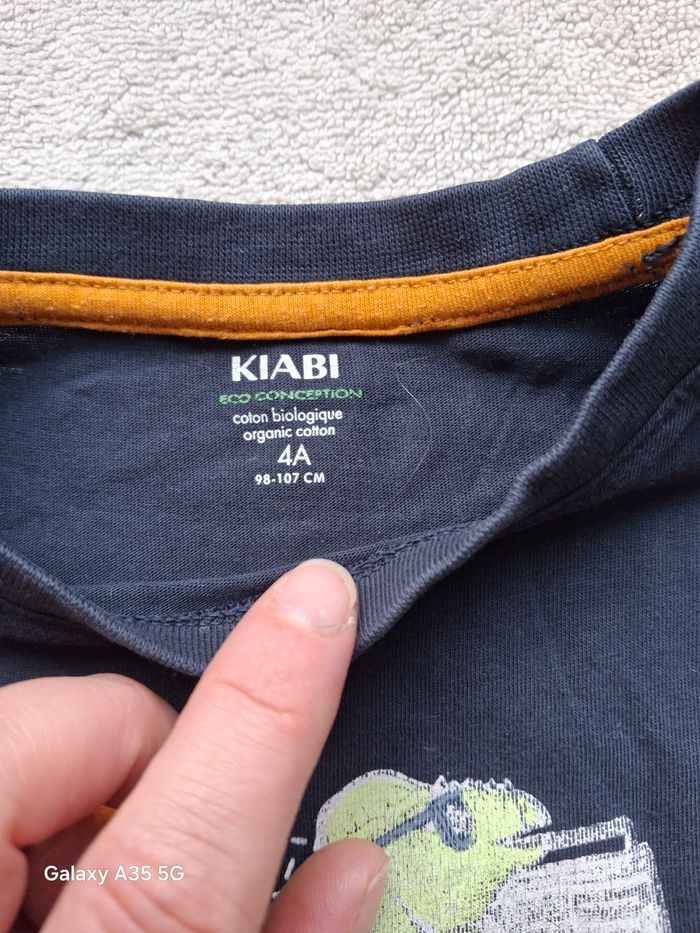 KIABI
ECO CONCEPTION
coton biologique
organic cotton
4A
98-107 CM
Galaxy A35 5G